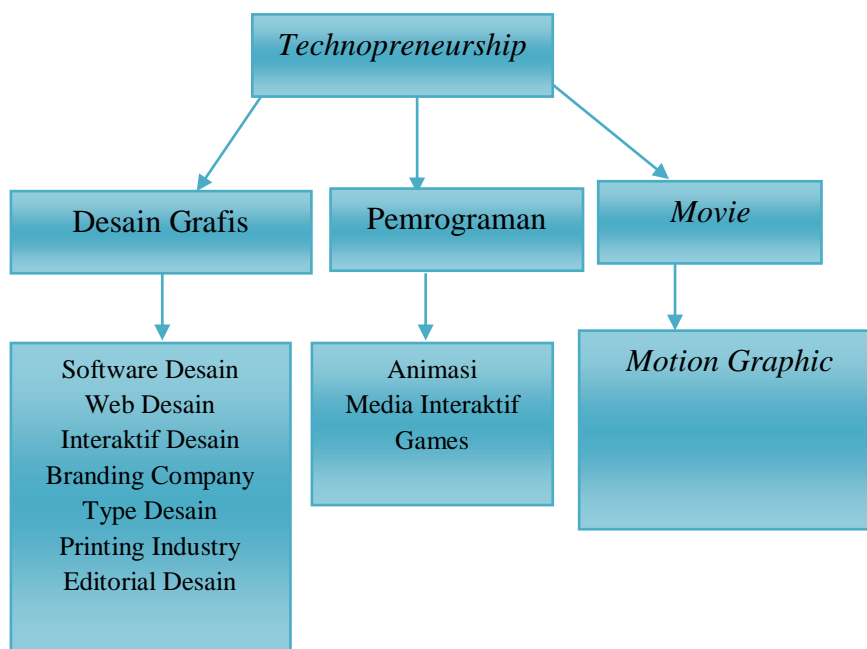 Technopreneurship
Desain Grafis
Pemrograman
Movie
Software Desain
Web Desain
Interaktif Desain
Branding Company
Type Desain
Printing Industry
Editorial Desain
Animasi
Media Interaktif
Games
Motion Graphic